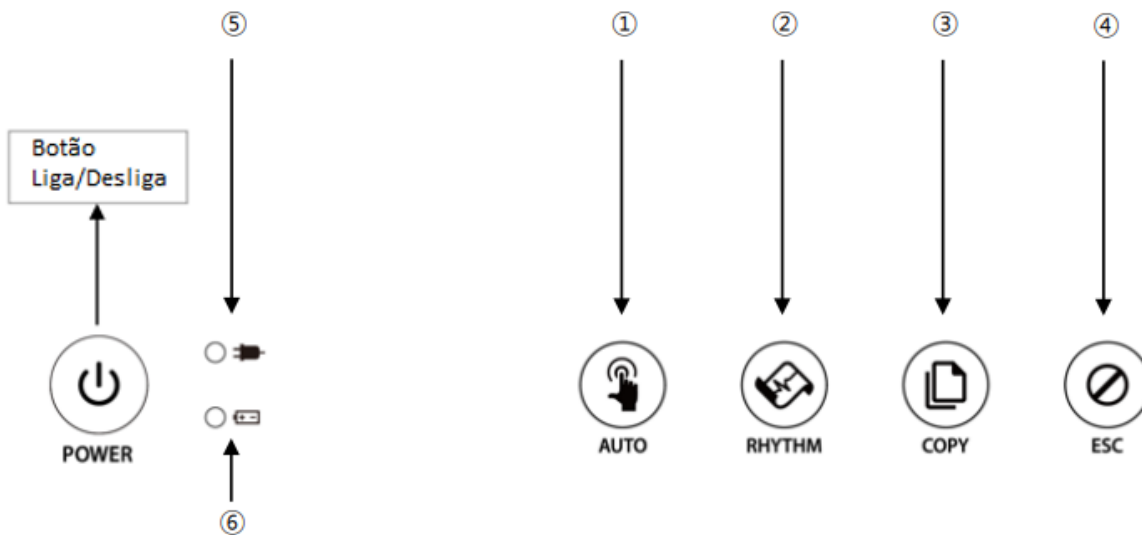 ⑤ ① ② ③ ④
Botão
Liga/Desliga
POWER
AUTO
RHYTHM
COPY
ESC
⑥